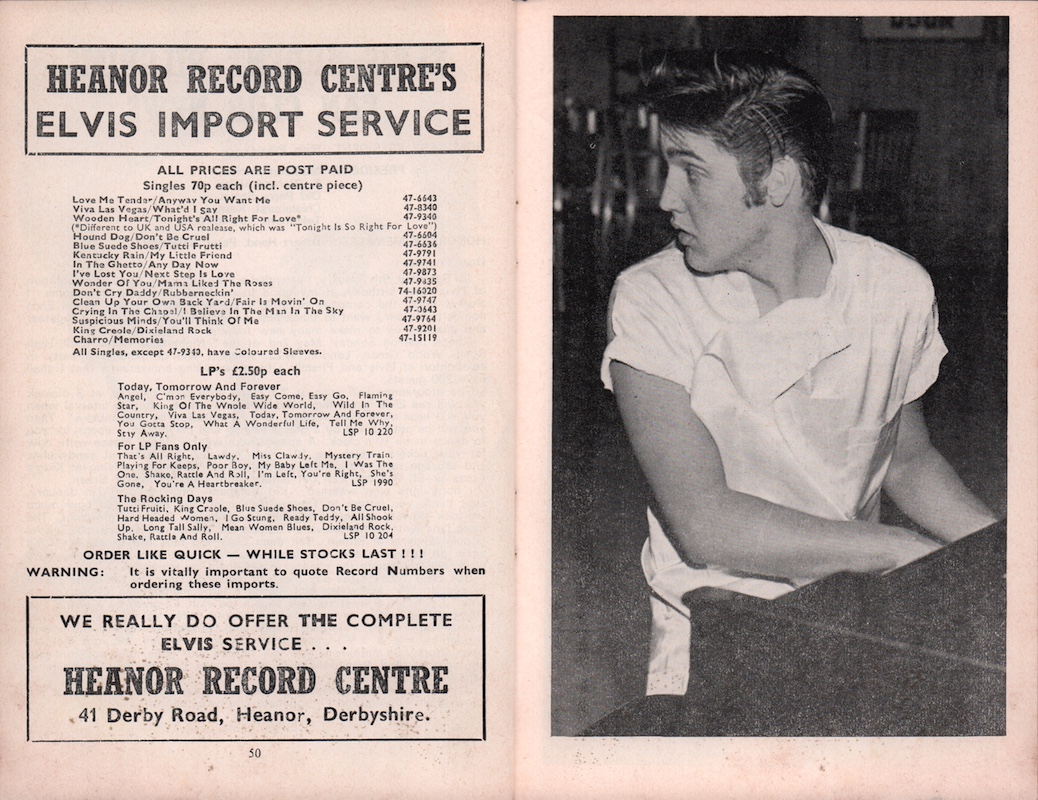 HEANOR RECORD CENTRE'S
ELVIS IMPORT SERVICE
ALL PRICES ARE POST PAID
Singles 70p each (incl. centre piece)
Love Me Tender/Anyway You Want Me 47-6643
Viva Las Vegas/What'd I say 47-8340
Wooden Heart/Tonight's All Right For Love* 47-9340
(*Different to UK and USA realease, which was "Tonight Is So Right For Love")
Hound Dog/Don't Be Cruel 47-6604
Blue Suede Shoes/Tutti Frutti 47-6636
Kentucky Rain/My Little Friend 47-9791
In The Ghetto/Any Day Now 47-9741
I've Lost You/Next Step Is Love 47-9873
Wonder Of You/Mama Liked The Roses 47-9835
Don't Cry Daddy/Rubberneckin' 74-16020
Clean Up Your Own Back Yard/Fair Is Movin' On 47-9747
Crying In The Chapel/I Believe In The Man In The Sky 47-0643
Suspicious Minds/You'll Think Of Me 47-9764
King Creole/Dixieland Rock 47-9201
Charro/Memories 47-15119
All Singles, except 47-9340, have Coloured Sleeves.
LP's £2.50p each
Today, Tomorrow And Forever
Angel, C'mon Everybody, Easy Come, Easy Go, Flaming
Star, King Of The Whole Wide World, Wild In The
Country, Viva Las Vegas, Today, Tomorrow And Forever,
You Gotta Stop, What A Wonderful Life, Tell Me Why,
Stay Away. LSP 10 220
For LP Fans Only
That's All Right, Lawdy, Miss Clawdy, Mystery Train,
Playing For Keeps, Poor Boy, My Baby Left Me, I Was The
One, Shake, Rattle And Roll, I'm Left, You're Right, She's
Gone, You're A Heartbreaker. LSP 1990
The Rocking Days
Tutti Fruiti, King Creole, Blue Suede Shoes, Don't Be Cruel,
Hard Headed Women, I Go Stung, Ready Teddy, All Shook
Up, Long Tall Sally, Mean Women Blues, Dixieland Rock,
Shake, Rattle And Roll. LSP 10 204
ORDER LIKE QUICK — WHILE STOCKS LAST ! ! !
WARNING: It is vitally important to quote Record Numbers when
ordering these imports.
WE REALLY DO OFFER THE COMPLETE
ELVIS SERVICE . . .
HEANOR RECORD CENTRE
41 Derby Road, Heanor, Derbyshire.
50